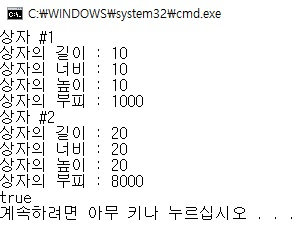 C:₩WINDOWS₩system32₩cmd.exe
상자 #1
상자의 길이 : 10
상자의 너비 : 10
상자의 높이 : 10
상자의 부피 : 1000
상자 #2
상자의 길이 : 20
상자의 너비 : 20
상자의 높이 : 20
상자의 부피 : 8000
true
계속하려면 아무 키나 누르십시오 . . .